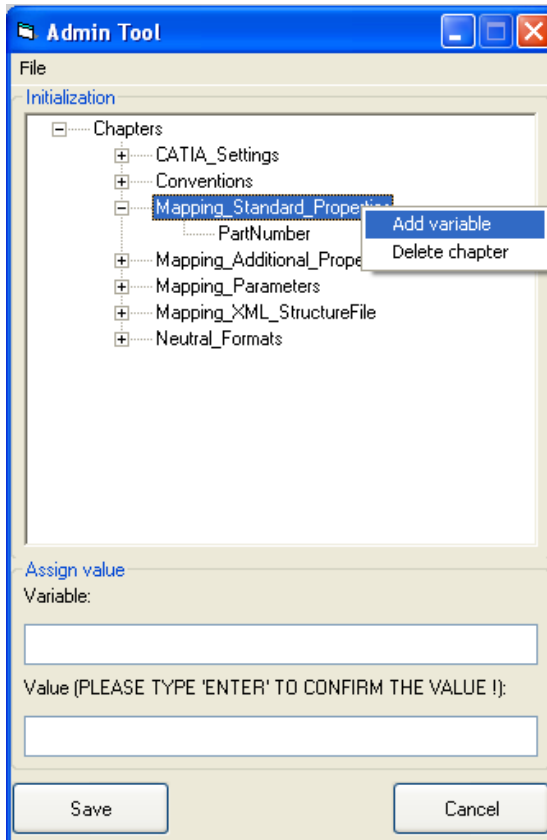 Admin Tool
File
Initialization
Chapters
CATIA_Settings
Conventions
Mapping_Standard_Properties
Add variable
PartNumber
Delete chapter
Mapping_Additional_Prope
Mapping_Parameters
Mapping_XML_StructureFile
Neutral_Formats
Assign value
Variable:
Value (PLEASE TYPE 'ENTER' TO CONFIRM THE VALUE !):
Save
Cancel